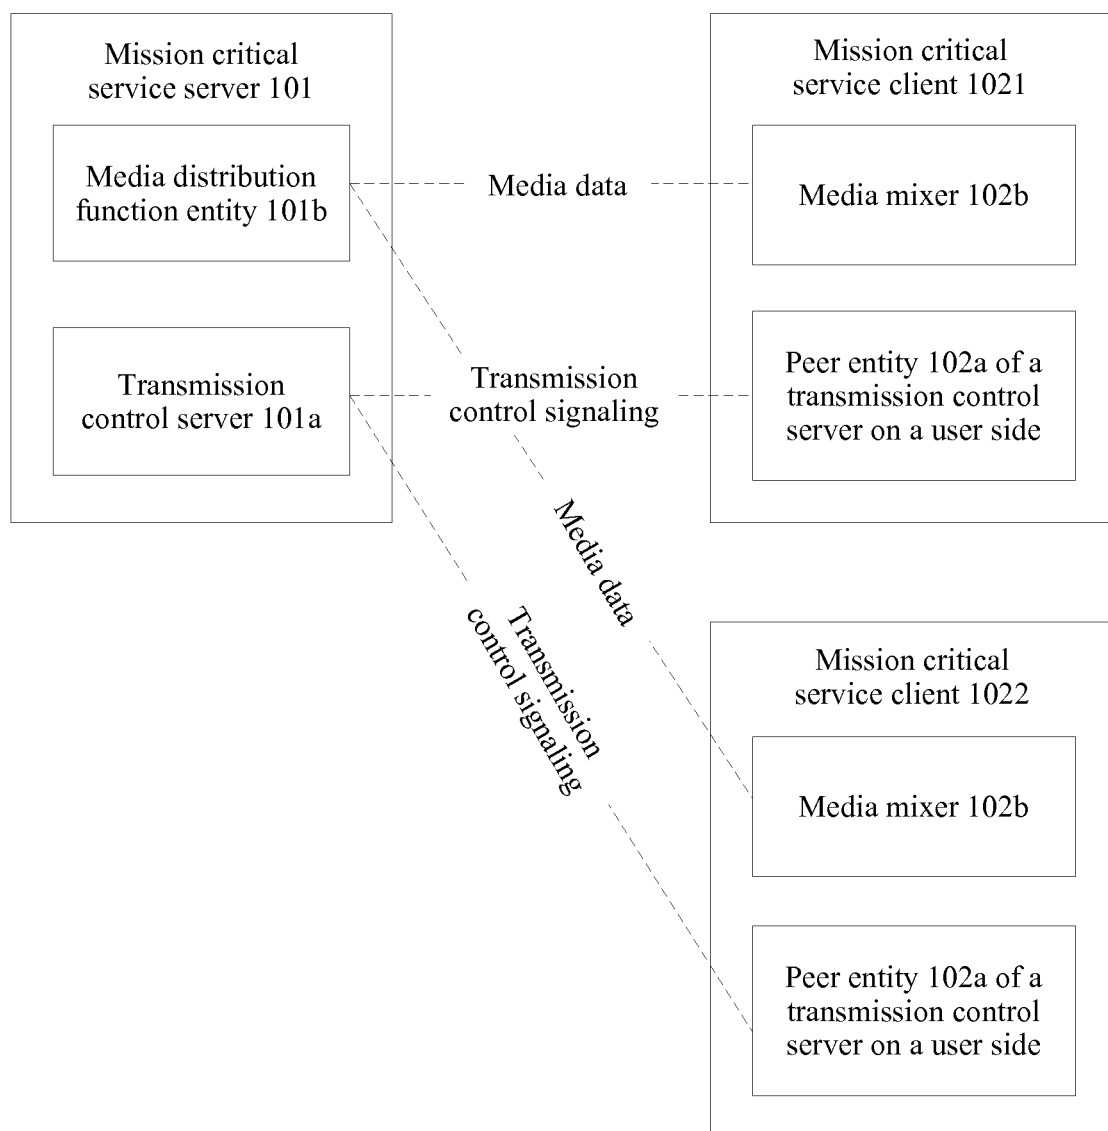 Mission critical
service server 101
Media distribution
function entity 101b
Transmission
control server 101a
Media data
Transmission
control signaling
Media data
Transmission
control signaling
Mission critical
service client 1021
Media mixer 102b
Peer entity 102a of a
transmission control
server on a user side
Mission critical
service client 1022
Media mixer 102b
Peer entity 102a of a
transmission control
server on a user side